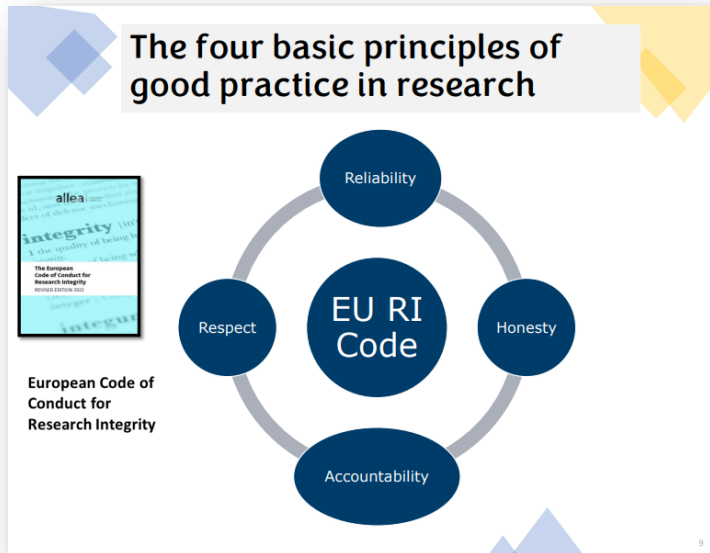 The four basic principles of
good practice in research
Reliability
allea
integrity
The European
Code of Conduct for
Research Integrity
REVISED EDITION 2023
Respect
EU RI
Code
Honesty
European Code of
Conduct for
Research Integrity
Accountability
9